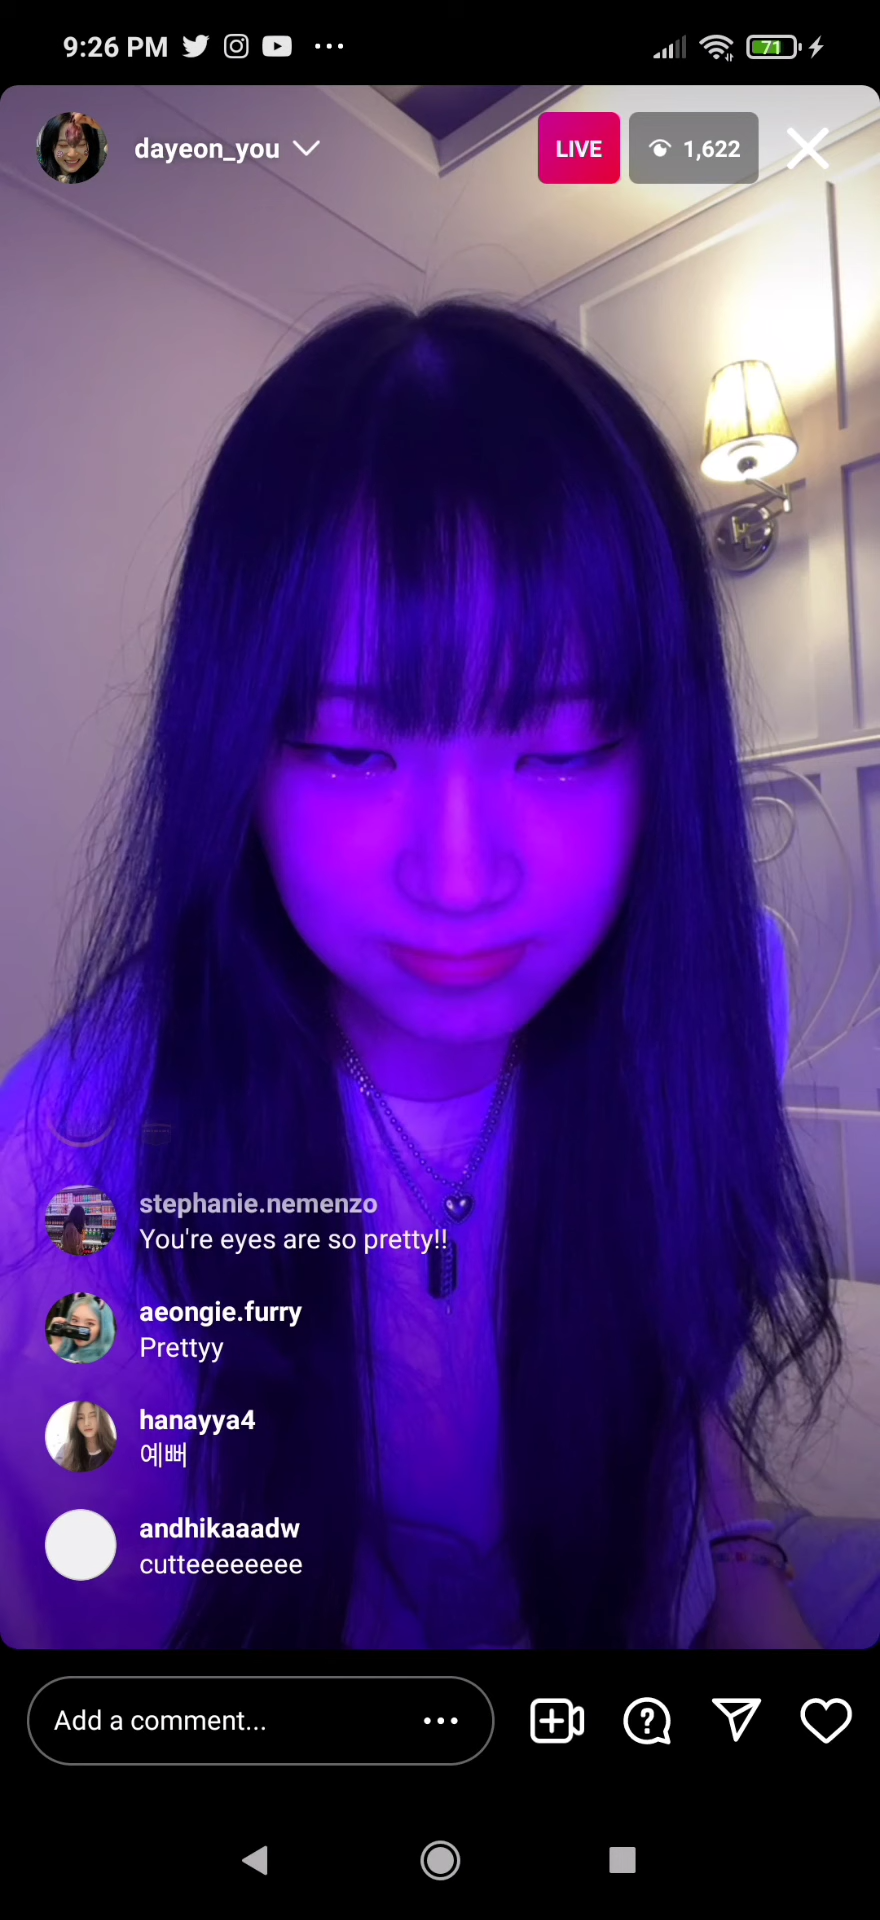 9:26 PM
71
dayeon_you
LIVE
1,622
stephanie.nemenzo
You're eyes are so pretty!!
aeongie.furry
Prettyy
hanayya4
예뻐
andhikaaadw
cutteeeeeeee
Add a comment...